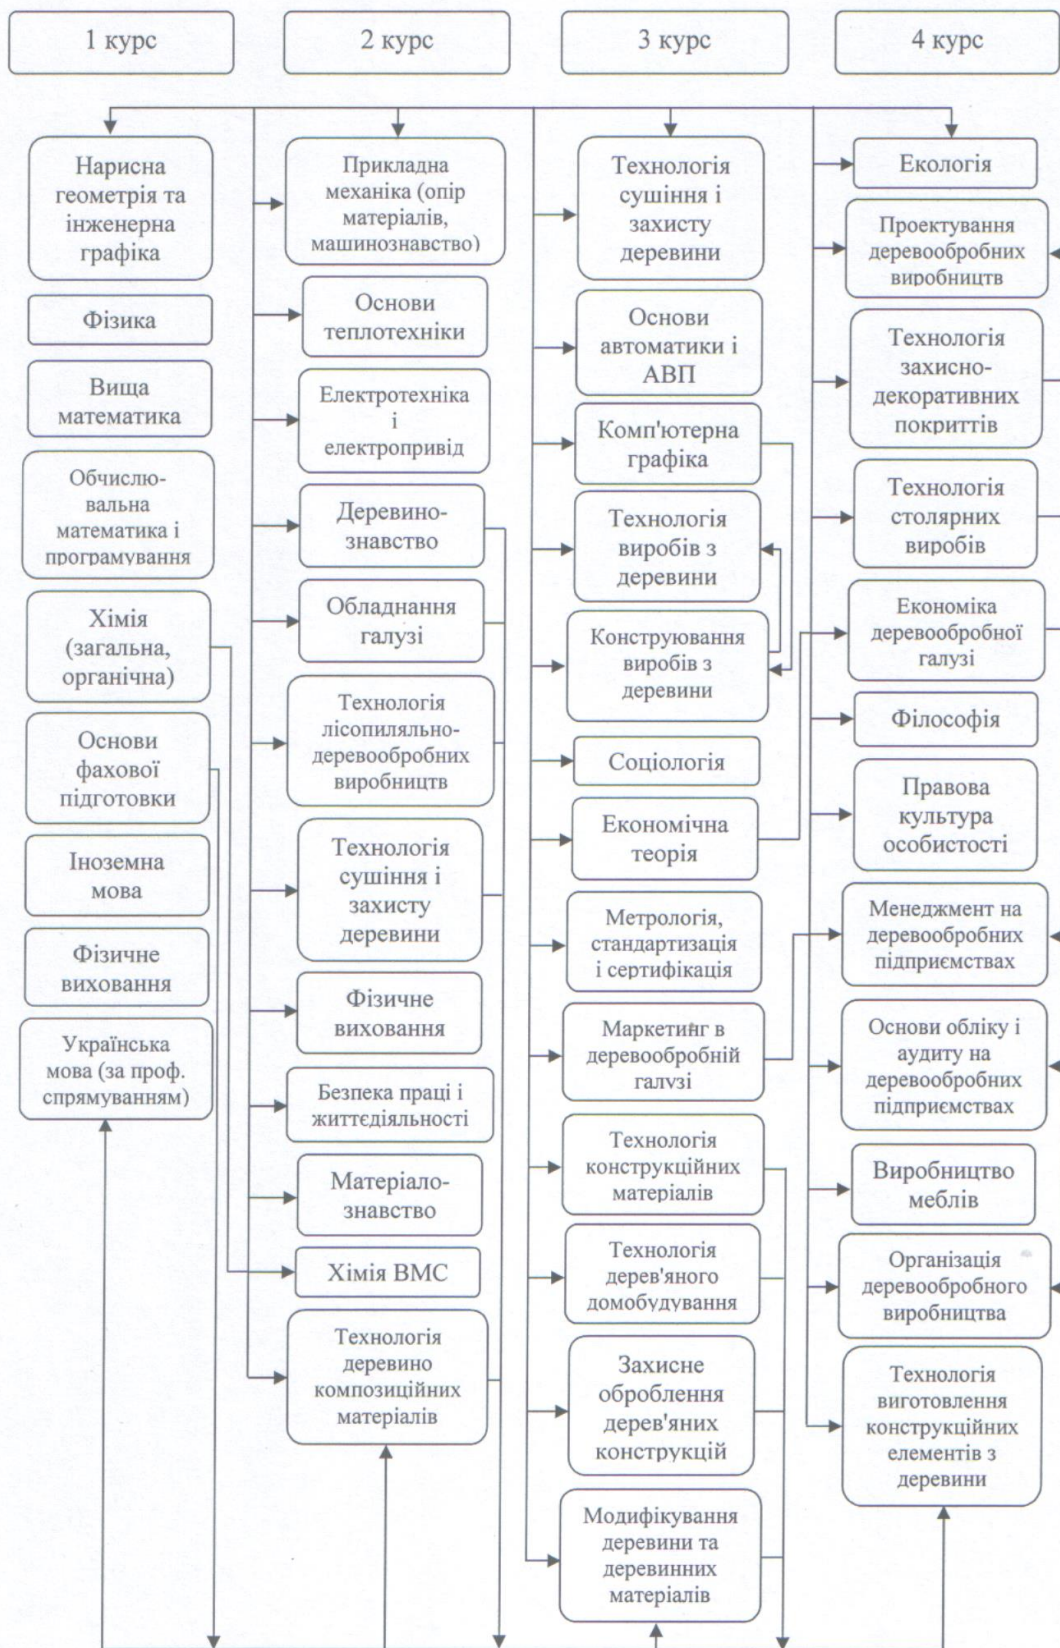 1 курс
2 курс
3 курс
4 курс
Нарисна
геометрія та
інженерна
графіка
Фізика
Вища
математика
Обчислю-
вальна
математика і
програмування
Хімія
(загальна,
органічна)
Основи
фахової
підготовки
Іноземна
мова
Фізичне
виховання
Українська
мова (за проф.
спрямуванням)
Прикладна
механіка (опір
матеріалів,
машинознавство)
Основи
теплотехніки
Електротехніка
і
електропривід
Деревино-
знавство
Обладнання
галузі
Технологія
лісопиляльно-
деревообробних
виробництв
Технологія
сушіння і
захисту
деревини
Фізичне
виховання
Безпека праці і
життєдіяльності
Матеріало-
знавство
Хімія ВМС
Технологія
деревино
композиційних
матеріалів
Технологія
сушіння і
захисту
деревини
Основи
автоматики і
АВП
Комп'ютерна
графіка
Технологія
виробів з
деревини
Конструювання
виробів з
деревини
Соціологія
Економічна
теорія
Метрологія,
стандартизація
і сертифікація
Маркетинг в
деревообробній
галузі
Технологія
конструкційних
матеріалів
Технологія
дерев'яного
домобудування
Захисне
оброблення
дерев'яних
конструкцій
Модифікування
деревини та
деревинних
матеріалів
Екологія
Проектування
деревообробних
виробництв
Технологія
захисно-
декоративних
покриттів
Технологія
столярних
виробів
Економіка
деревообробної
галузі
Філософія
Правова
культура
особистості
Менеджмент на
деревообробних
підприємствах
Основи обліку і
аудиту на
деревообробних
підприємствах
Виробництво
меблів
Організація
деревообробного
виробництва
Технологія
виготовлення
конструкційних
елементів з
деревини